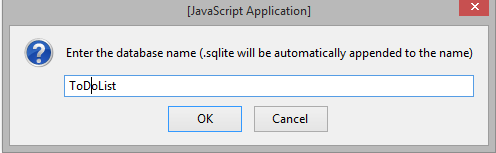 [JavaScript Application]
Enter the database name (.sqlite will be automatically appended to the name)
ToDoList
OK
Cancel